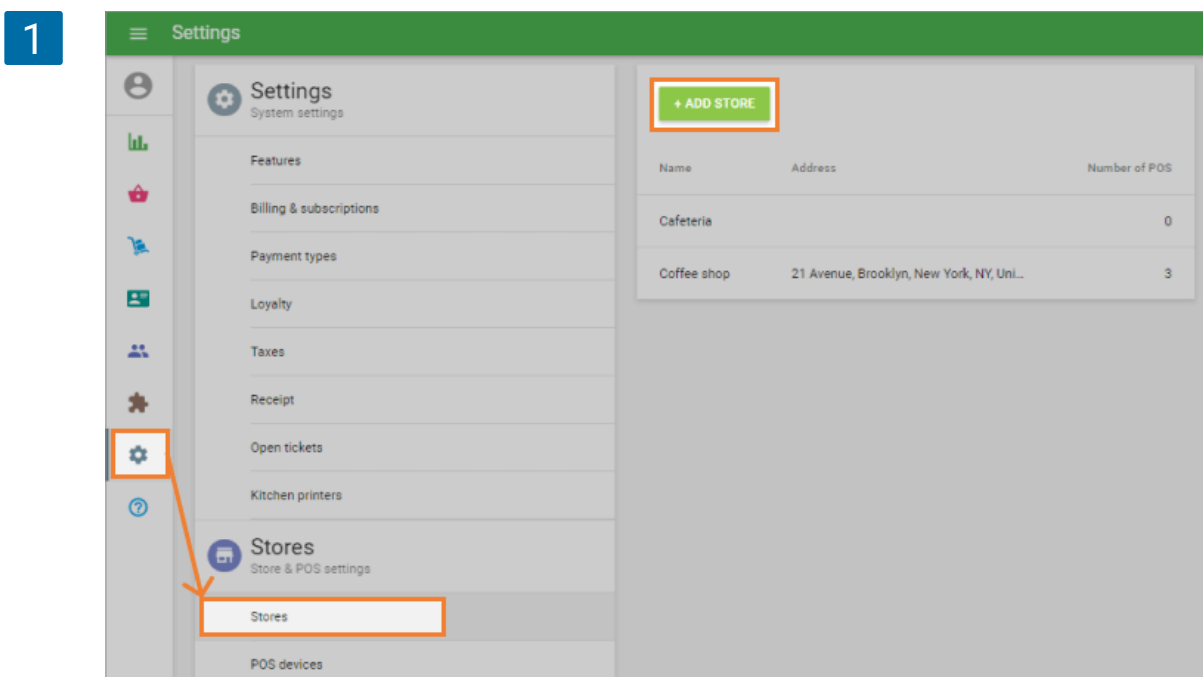 1
Settings
Settings
System settings
Features
Billing & subscriptions
Payment types
Loyalty
Taxes
Receipt
Open tickets
Kitchen printers
Stores
Store & POS settings
Stores
POS devices
+ ADD STORE
Name Address Number of POS
Cafeteria 0
Coffee shop 21 Avenue, Brooklyn, New York, NY, Uni... 3